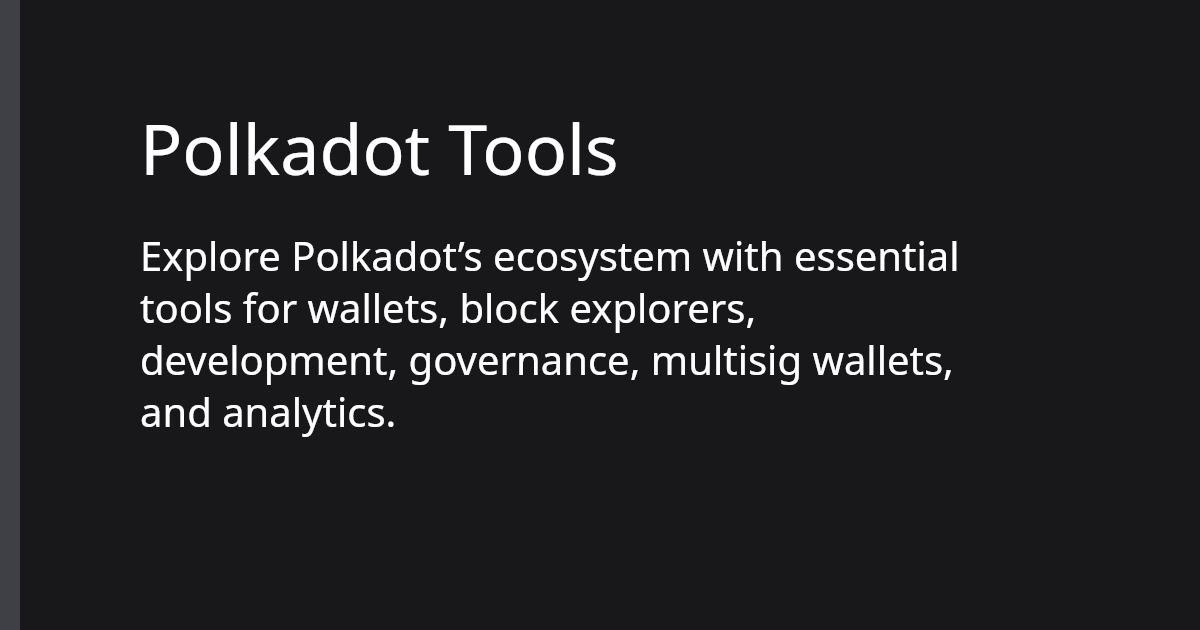 Polkadot Tools
Explore Polkadot’s ecosystem with essential
tools for wallets, block explorers,
development, governance, multisig wallets,
and analytics.